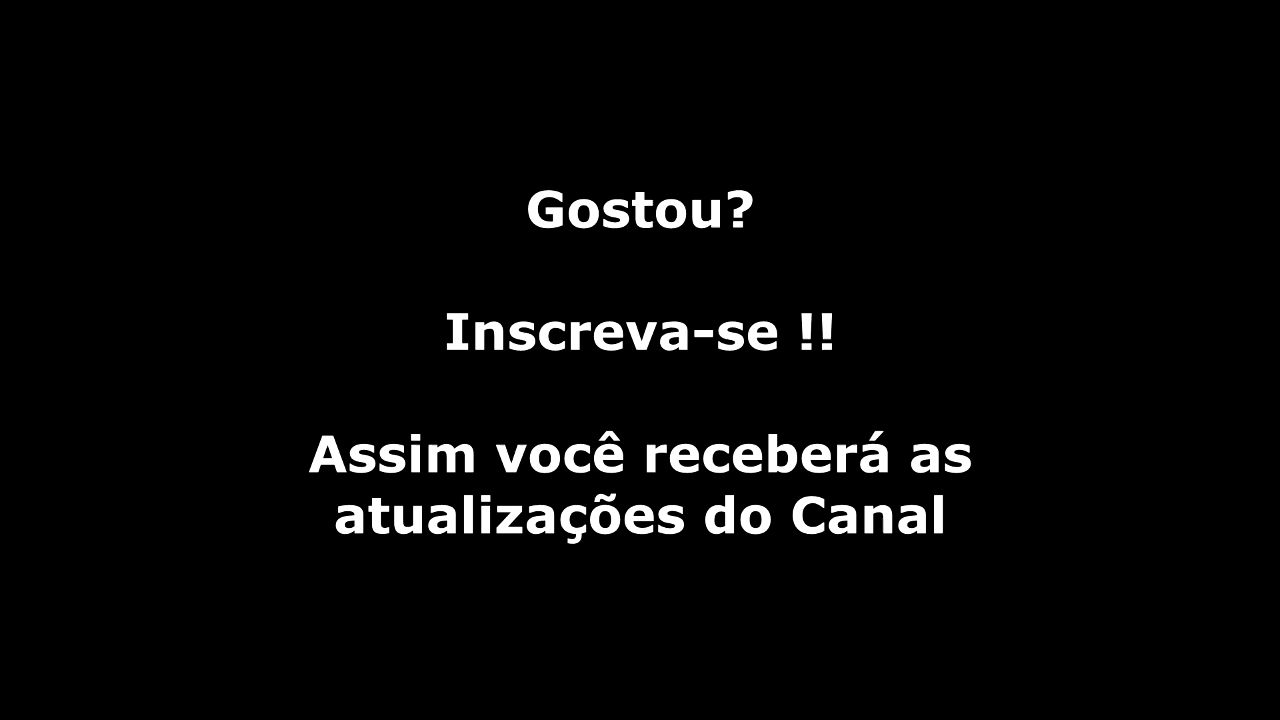 Gostou?
Inscreva-se !!
Assim você receberá as
atualizações do Canal